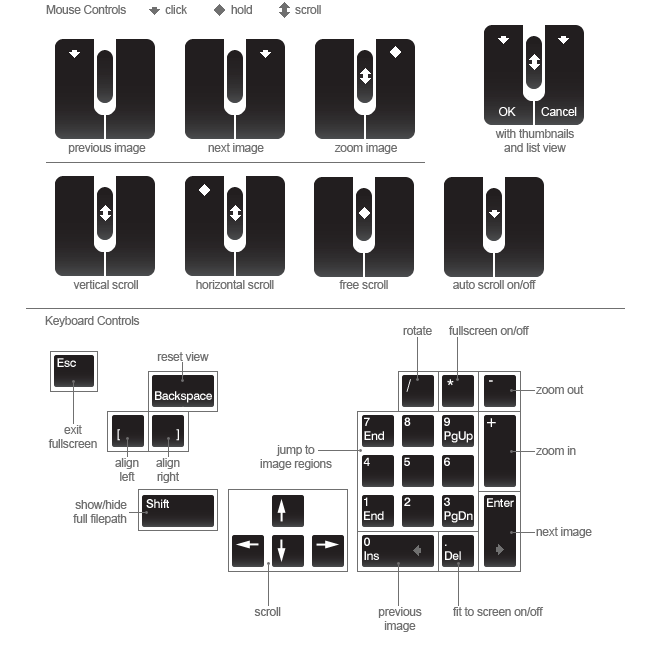 Mouse Controls click hold scroll
OK Cancel
previous image next image zoom image
with thumbnails
and list view
vertical scroll horizontal scroll free scroll auto scroll on/off
Keyboard Controls
rotate fullscreen on/off
reset view
Esc
Backspace
/ * - zoom out
exit
fullscreen
[ ]
align
left
align
right
jump to
image regions
7
End
8
9
PgUp
+
zoom in
4 5 6
show/hide
full filepath
Shift
1
End
2
3
PgDn
Enter
next image
0
Ins
.
Del
scroll
previous
image
fit to screen on/off